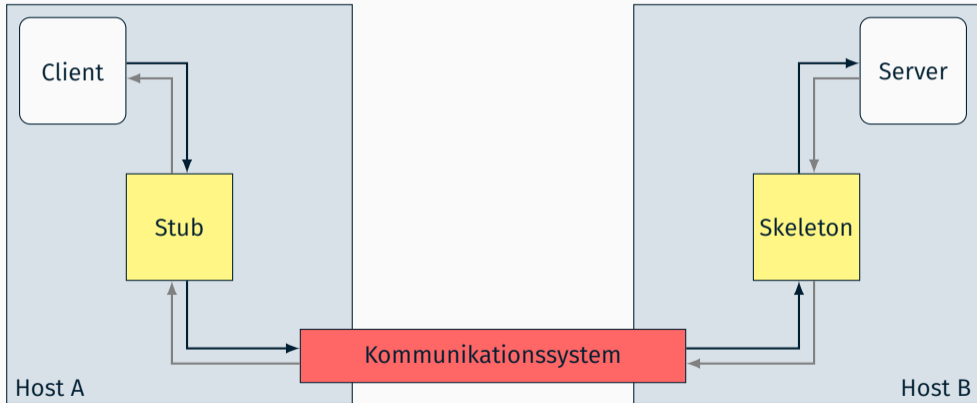 Client
Server
Stub
Skeleton
Kommunikationssystem
Host A
Host B